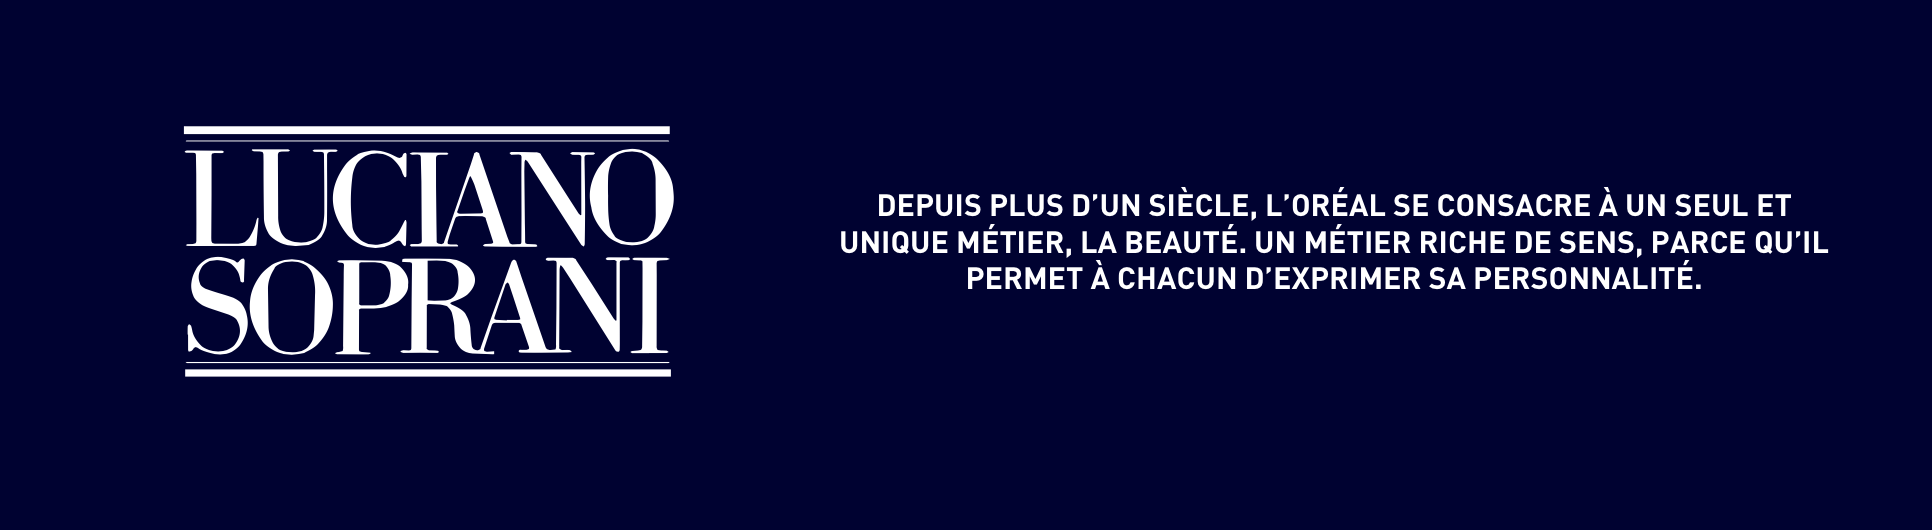 LUCIANO
SOPRANI
DEPUIS PLUS D’UN SIÈCLE, L’ORÉAL SE CONSACRE À UN SEUL ET
UNIQUE MÉTIER, LA BEAUTÉ. UN MÉTIER RICHE DE SENS, PARCE QU’IL
PERMET À CHACUN D’EXPRIMER SA PERSONNALITÉ.